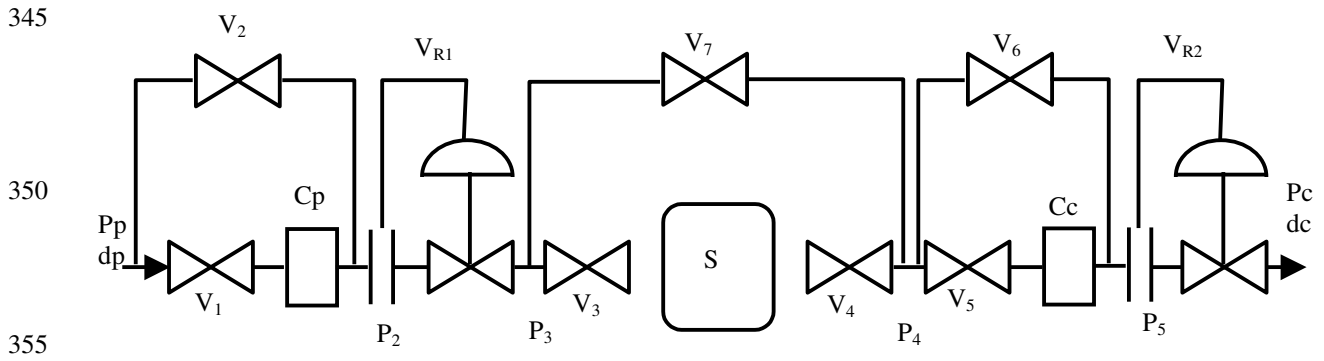 345
V2 VR1 V7 V6 VR2
350
Cp Cc Pc
Pp dc
dp S
V1 V3 V4 V5
P2 P3 P4 P5
355